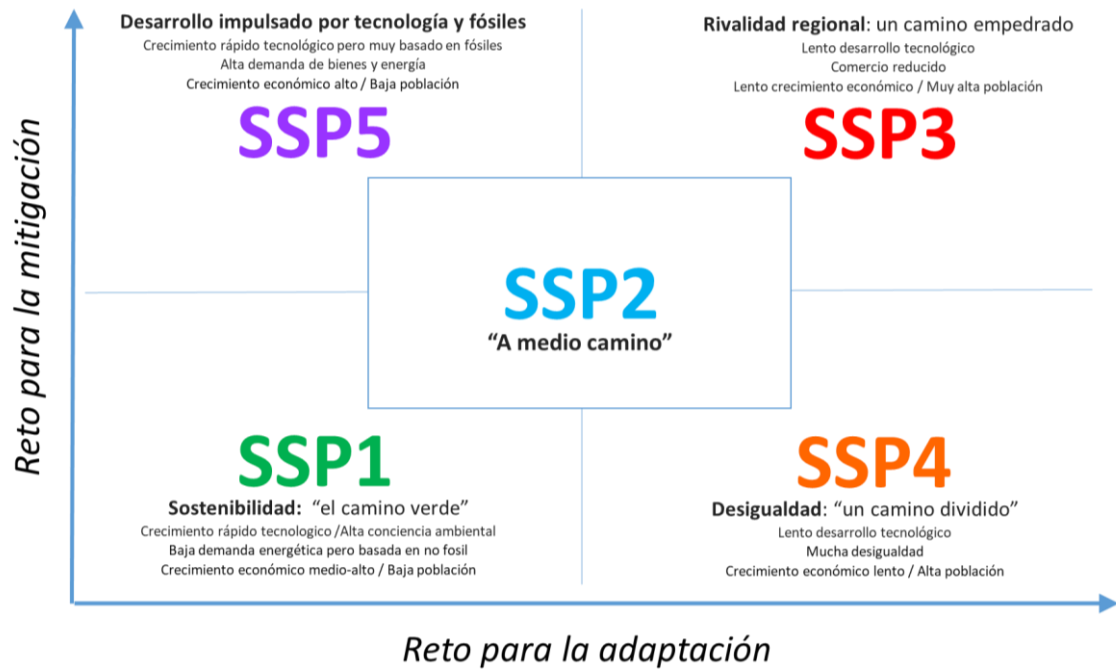 Desarrollo impulsado por tecnología y fósiles
Crecimiento rápido tecnológico pero muy basado en fósiles
Alta demanda de bienes y energía
Crecimiento económico alto / Baja población
SSP5
Rivalidad regional: un camino empedrado
Lento desarrollo tecnológico
Comercio reducido
Lento crecimiento económico / Muy alta población
SSP3
Reto para la mitigación
SSP2
“A medio camino”
SSP1
Sostenibilidad: “el camino verde”
Crecimiento rápido tecnologico /Alta conciencia ambiental
Baja demanda energética pero basada en no fosil
Crecimiento económico medio-alto / Baja población
SSP4
Desigualdad: “un camino dividido”
Lento desarrollo tecnológico
Mucha desigualdad
Crecimiento económico lento / Alta población
Reto para la adaptación